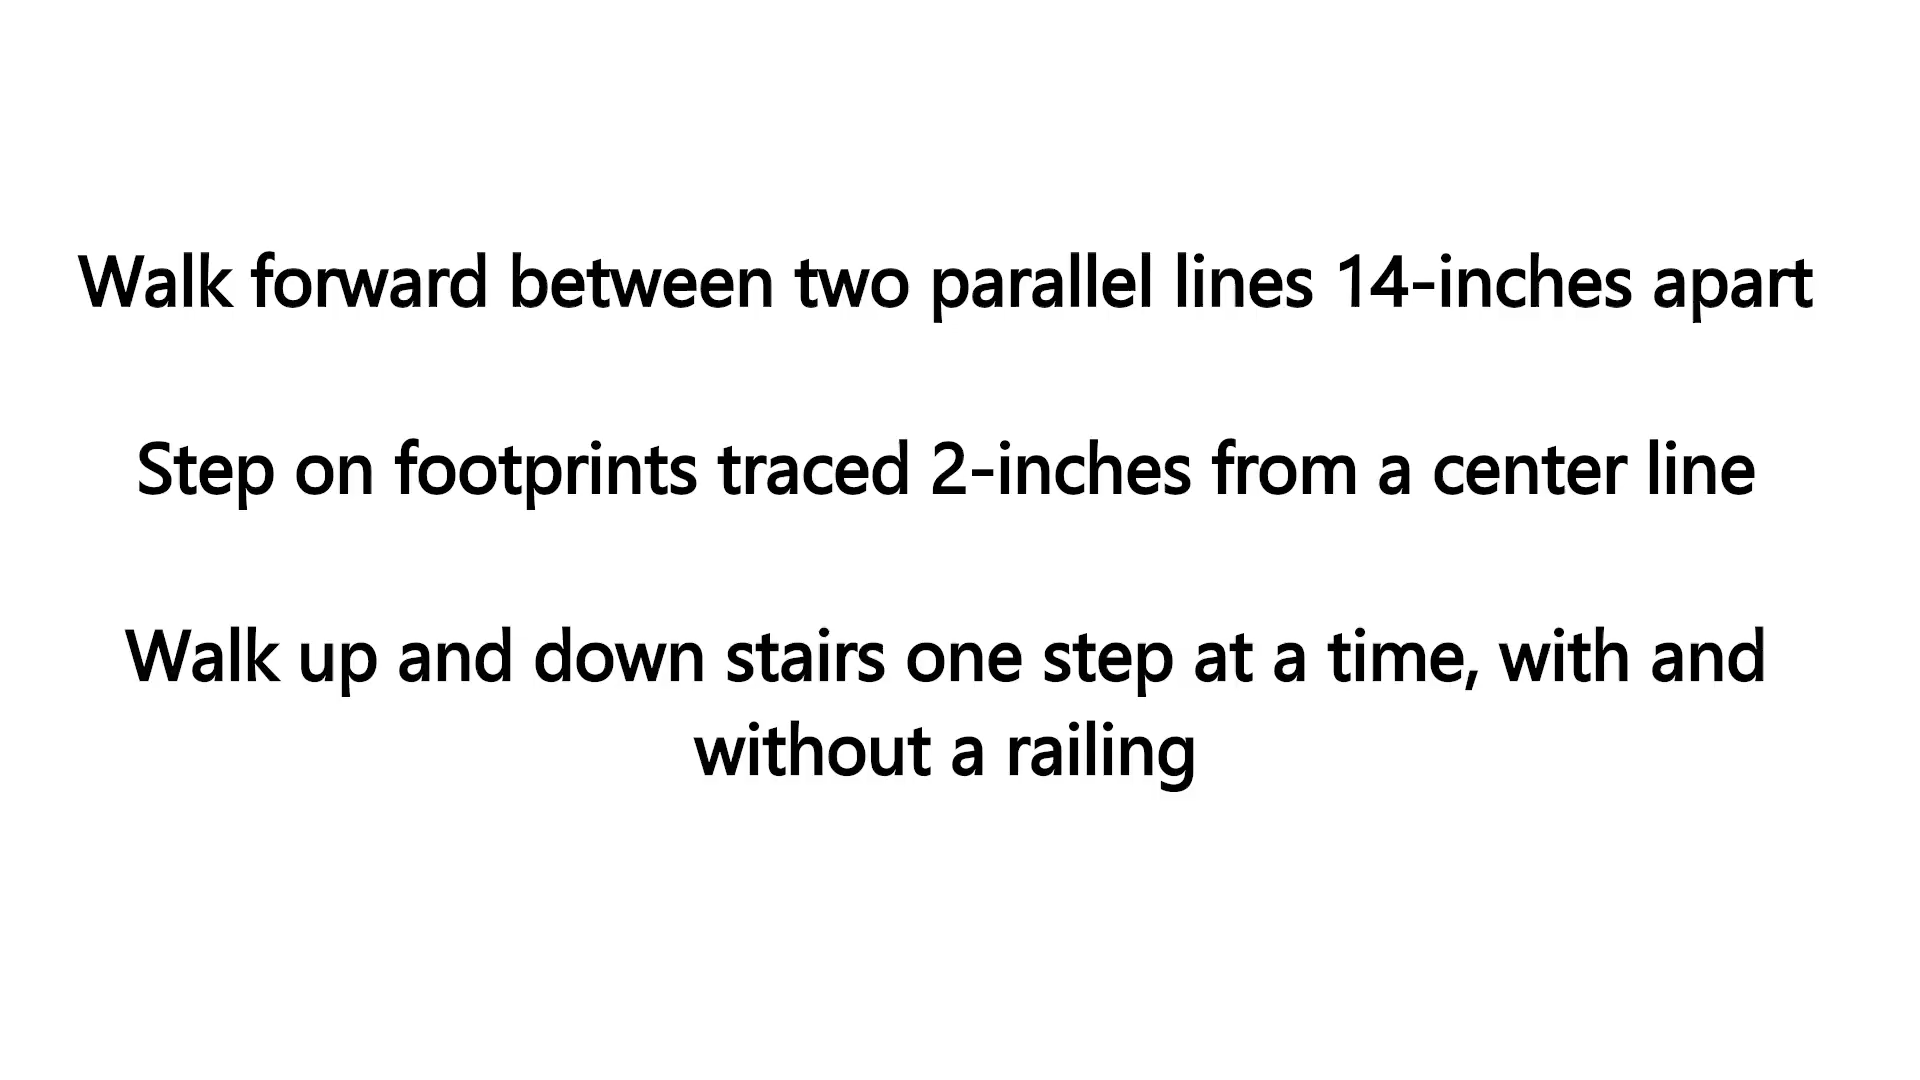 Walk forward between two parallel lines 14-inches apart
Step on footprints traced 2-inches from a center line
Walk up and down stairs one step at a time, with and
without a railing